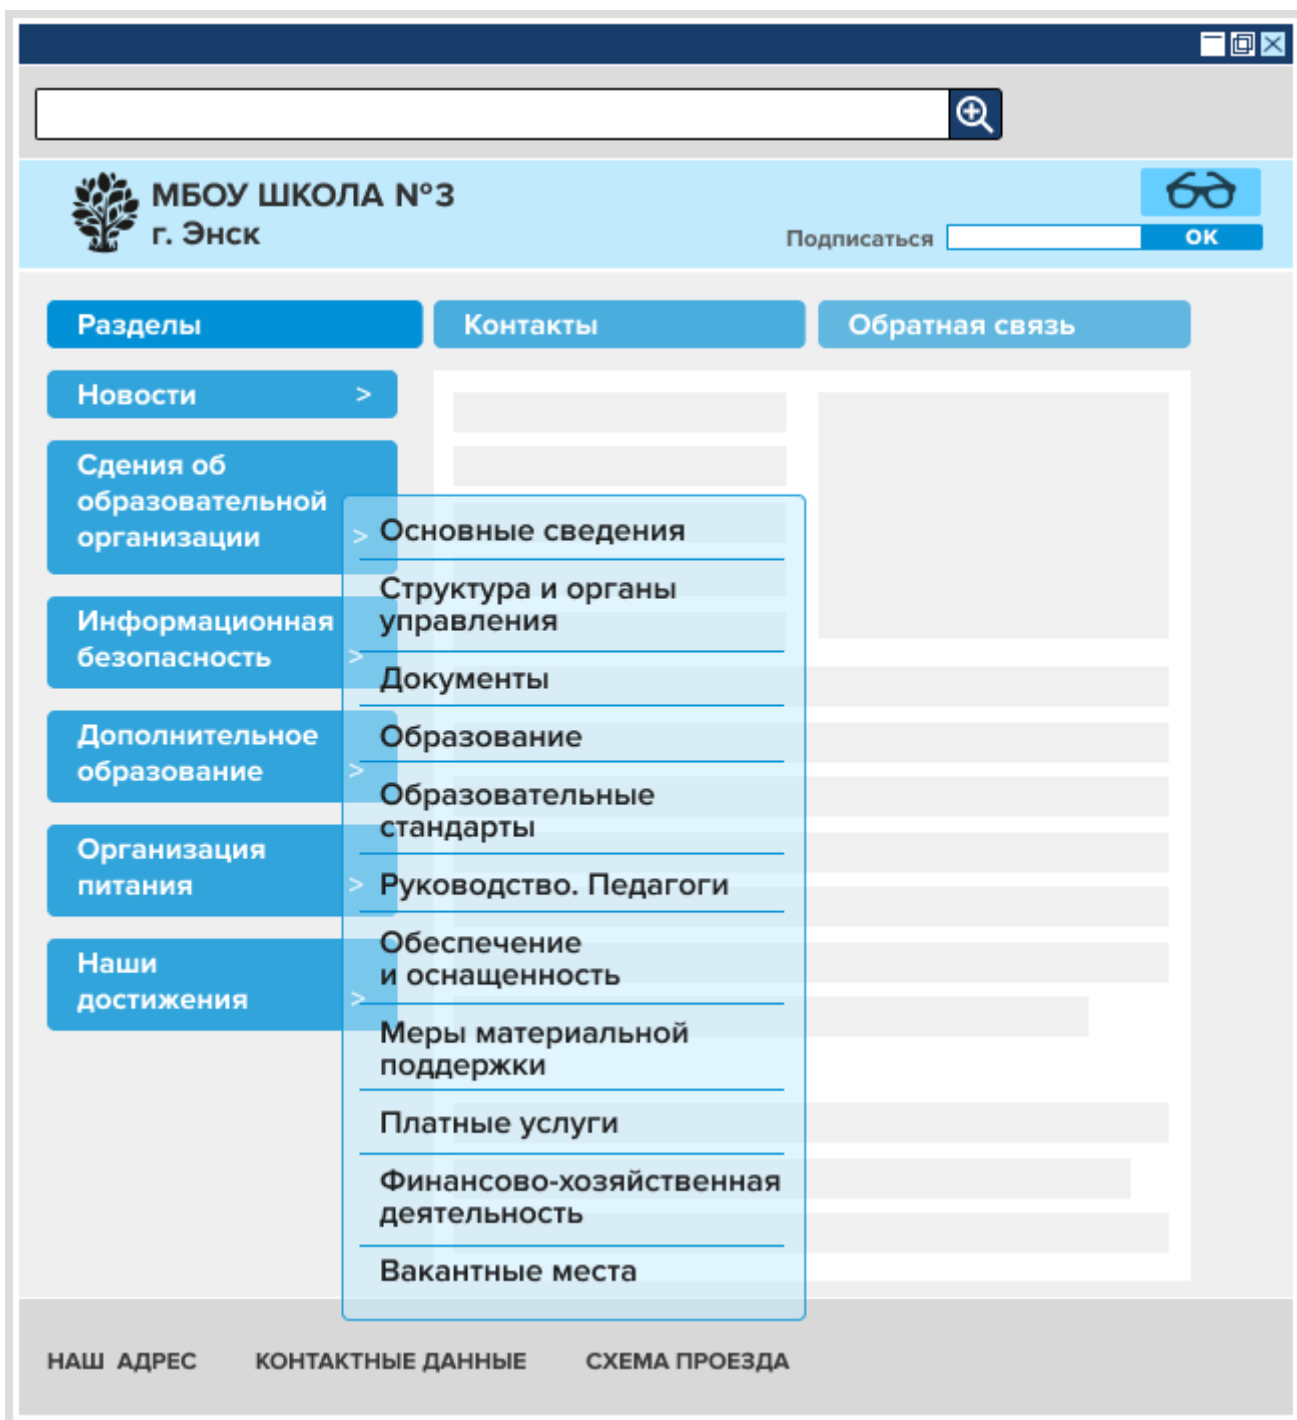 МБОУ ШКОЛА №3
г. Энск
Подписаться
ОК
Разделы
Контакты
Обратная связь
Новости >
Сдения об
образовательной
организации >
Информационная
безопасность >
Дополнительное
образование >
Организация
питания >
Наши
достижения >
Основные сведения
Структура и органы
управления
Документы
Образование
Образовательные
стандарты
Руководство. Педагоги
Обеспечение
и оснащенность
Меры материальной
поддержки
Платные услуги
Финансово-хозяйственная
деятельность
Вакантные места
НАШ АДРЕС
КОНТАКТНЫЕ ДАННЫЕ
СХЕМА ПРОЕЗДА